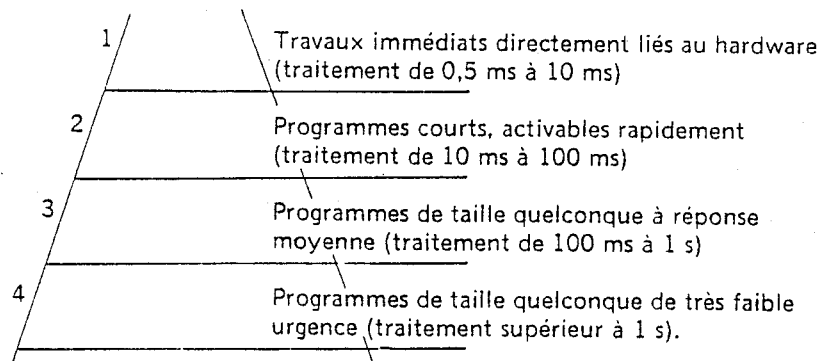 1 Travaux immédiats directement liés au hardware
(traitement de 0,5 ms à 10 ms)
2 Programmes courts, activables rapidement
(traitement de 10 ms à 100 ms)
3 Programmes de taille quelconque à réponse
moyenne (traitement de 100 ms à 1 s)
4 Programmes de taille quelconque de très faible
urgence (traitement supérieur à 1 s).